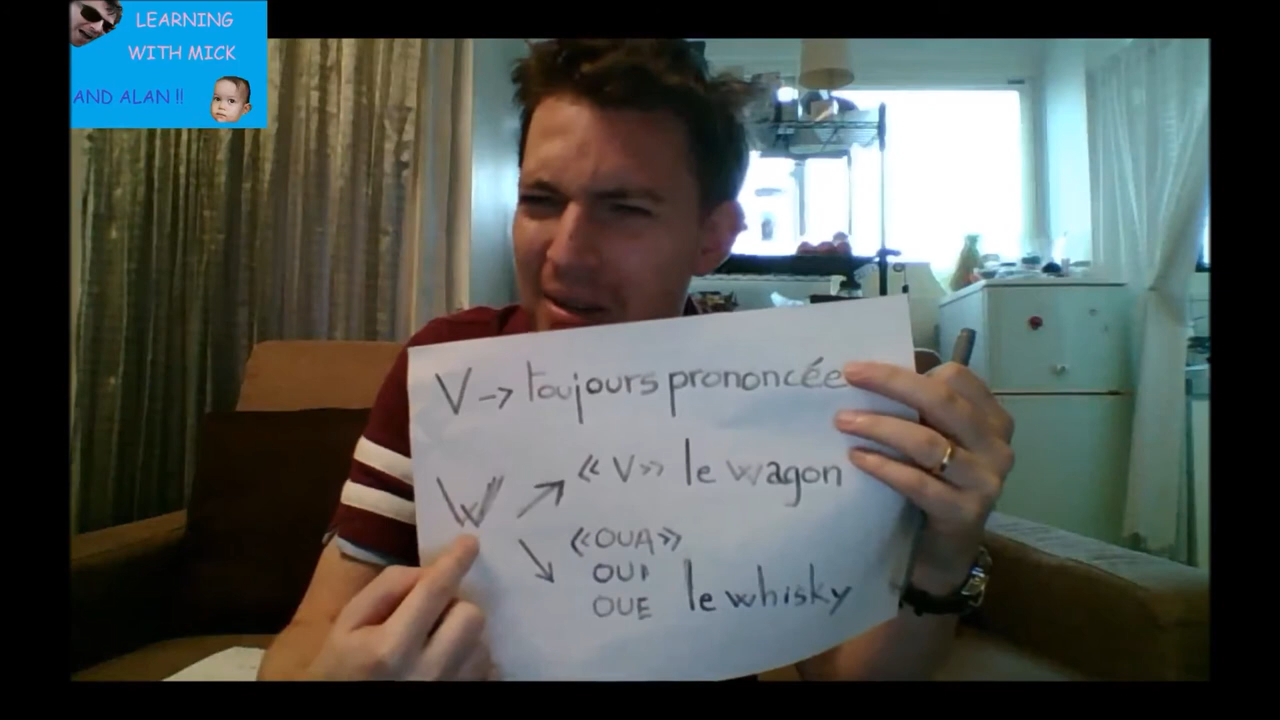 LEARNING
WITH MICK
AND ALAN !!
V -> toujours prononcée
W
«V» le wagon
«OUA»
OUI
OUE le whisky